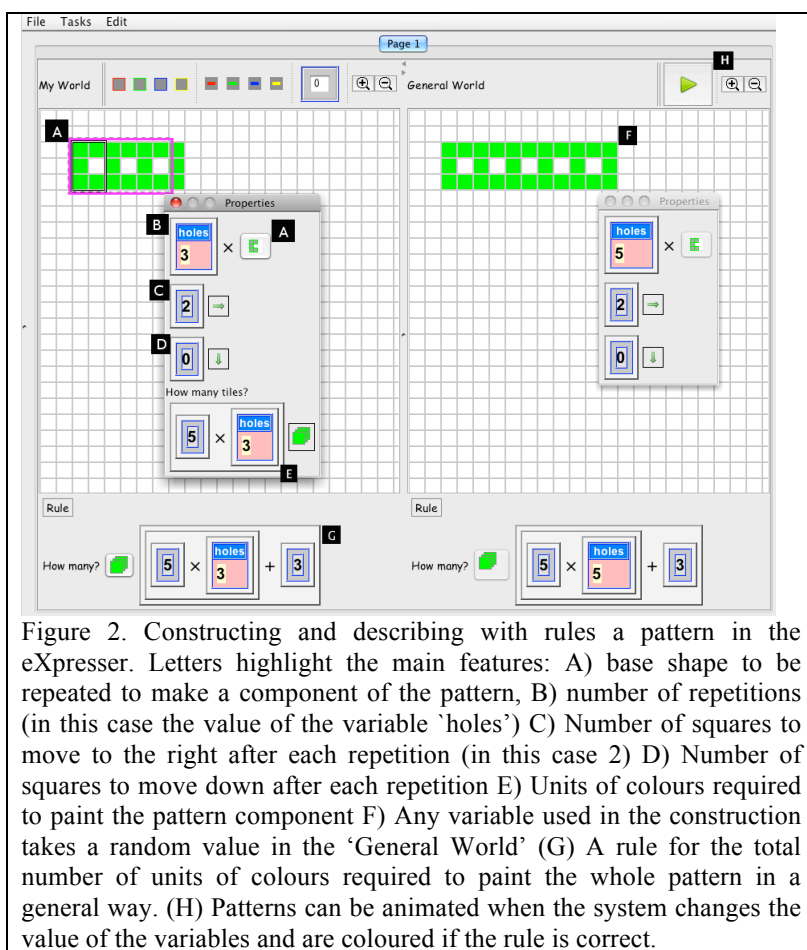 File Tasks Edit
Page 1
H
My World 0 General World
A
F
Properties Properties
B holes 3 × A holes 5 ×
C 2 2
D 0 0
How many tiles?
5 × holes 3
E
Rule Rule
G
How many? 5 × holes 3 + 3 How many? 5 × holes 5 + 3
Figure 2. Constructing and describing with rules a pattern in the
eXpresser. Letters highlight the main features: A) base shape to be
repeated to make a component of the pattern, B) number of repetitions
(in this case the value of the variable `holes') C) Number of squares to
move to the right after each repetition (in this case 2) D) Number of
squares to move down after each repetition E) Units of colours required
to paint the pattern component F) Any variable used in the construction
takes a random value in the ‘General World’ (G) A rule for the total
number of units of colours required to paint the whole pattern in a
general way. (H) Patterns can be animated when the system changes the
value of the variables and are coloured if the rule is correct.